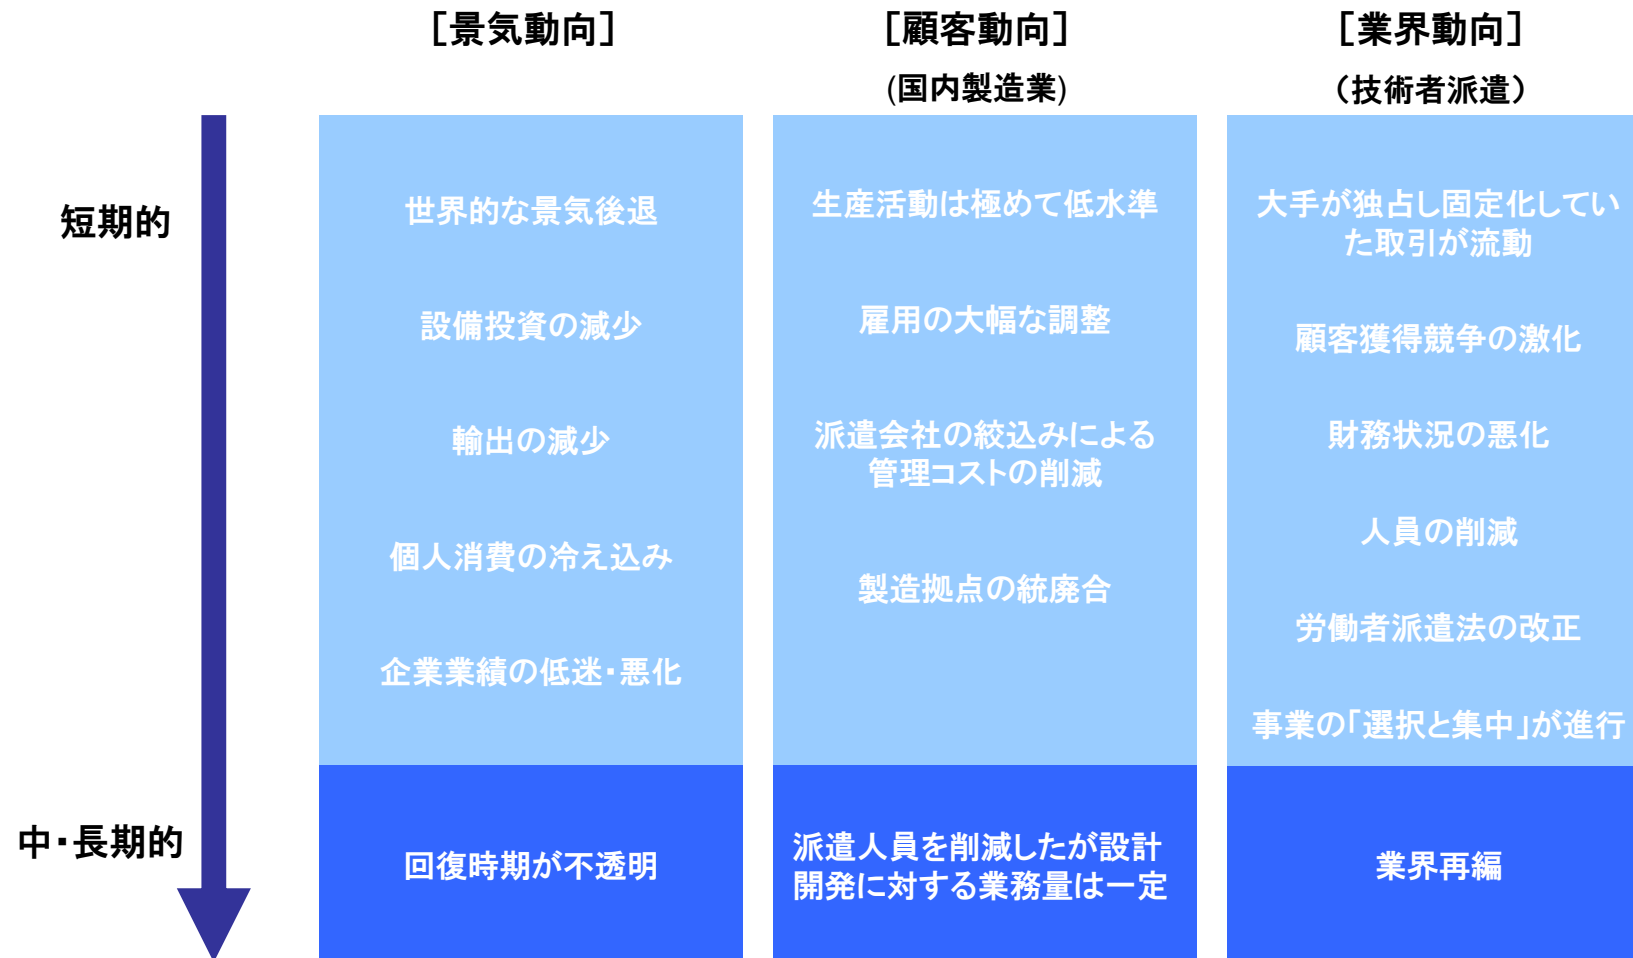 ［景気動向］
［顧客動向］
(国内製造業)
［業界動向］
（技術者派遣）
短期的
世界的な景気後退
設備投資の減少
輸出の減少
個人消費の冷え込み
企業業績の低迷・悪化
生産活動は極めて低水準
雇用の大幅な調整
派遣会社の絞込みによる
管理コストの削減
製造拠点の統廃合
大手が独占し固定化してい
た取引が流動
顧客獲得競争の激化
財務状況の悪化
人員の削減
労働者派遣法の改正
事業の「選択と集中」が進行
中・長期的
回復時期が不透明
派遣人員を削減したが設計
開発に対する業務量は一定
業界再編